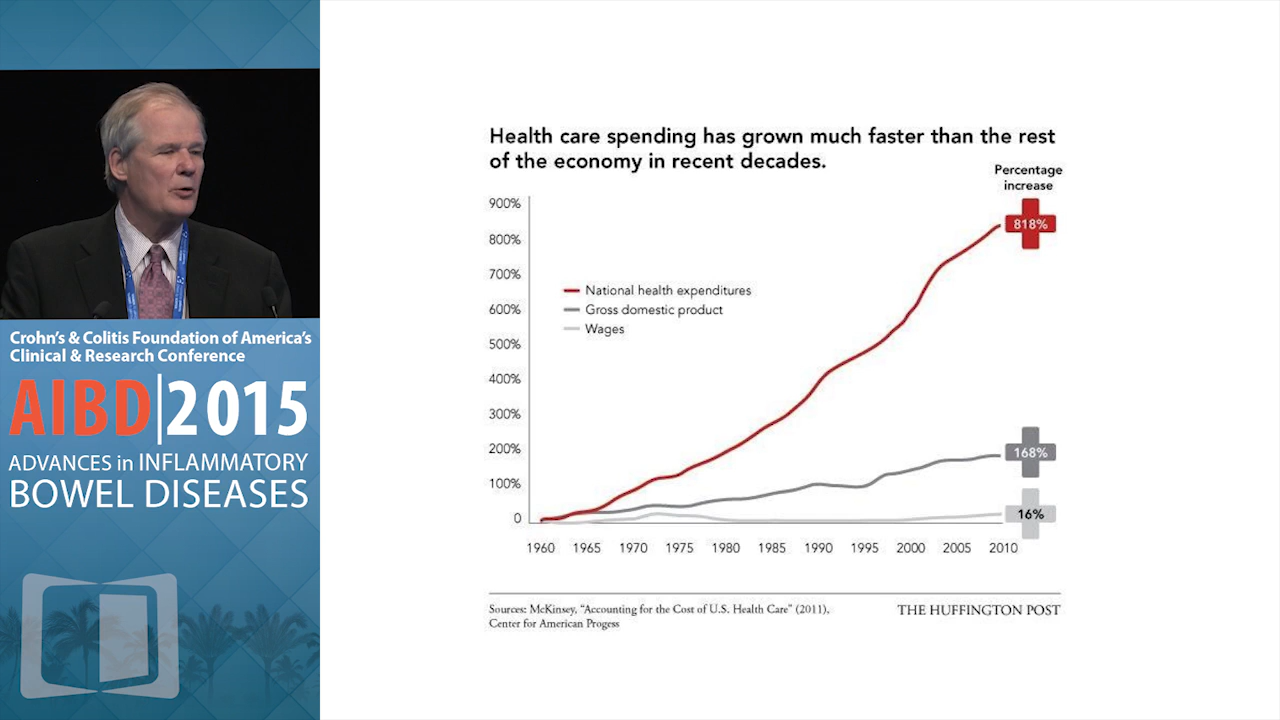 Crohn's & Colitis Foundation of America's
Clinical & Research Conference
AIBD|2015
ADVANCES in INFLAMMATORY
BOWEL DISEASES
Health care spending has grown much faster than the rest
of the economy in recent decades.
Percentage
increase
900%
800%
700%
600%
500%
400%
300%
200%
100%
0
818%
168%
16%
National health expenditures
Gross domestic product
Wages
1960 1965 1970 1975 1980 1985 1990 1995 2000 2005 2010
Sources: McKinsey, “Accounting for the Cost of U.S. Health Care” (2011),
Center for American Progess
THE HUFFINGTON POST